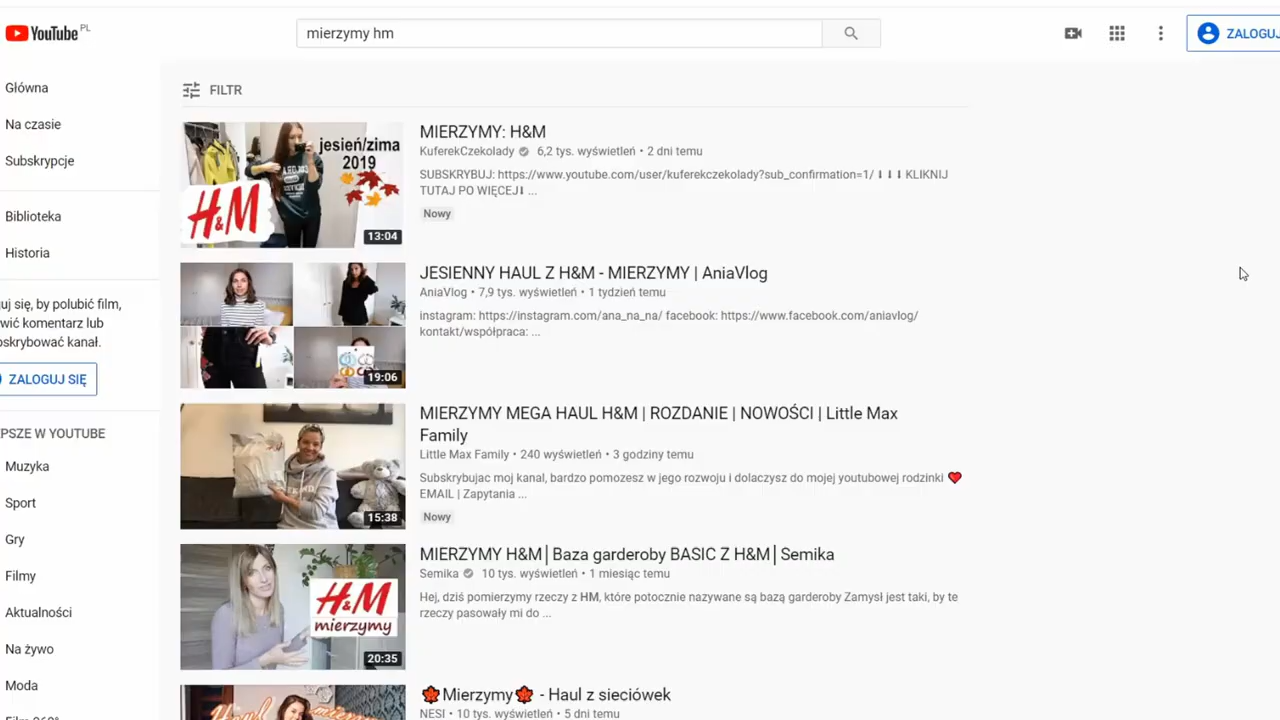 YouTube PL
mierzymy hm
ZALOGUJ
Główna
Na czasie
Subskrypcje
Biblioteka
Historia
uj się, by polubić film,
wić komentarz lub
skrybować kanał.
ZALOGUJ SIĘ
PSZE W YOUTUBE
Muzyka
Sport
Gry
Filmy
Aktualności
Na żywo
Moda
FILTR
jesień/zima
2019
H&M
13:04
MIERZYMY: H&M
KuferekCzekolady 6,2 tys. wyświetleń • 2 dni temu
SUBSKRYBUJ: https://www.youtube.com/user/kuferekczekolady?sub_confirmation=1/ ⬇⬇⬇ KLIKNIJ
TUTAJ PO WIĘCEJ⬇ ...
Nowy
19:06
JESIENNY HAUL Z H&M - MIERZYMY | AniaVlog
AniaVlog • 7,9 tys. wyświetleń • 1 tydzień temu
instagram: https://instagram.com/ana_na_na/ facebook: https://www.facebook.com/aniavlog/
kontakt/współpraca: ...
15:38
MIERZYMY MEGA HAUL H&M | ROZDANIE | NOWOŚCI | Little Max
Family
Little Max Family • 240 wyświetleń • 3 godziny temu
Subskrybujac moj kanał, bardzo pomozesz w jego rozwoju i dolaczysz do mojej youtubowej rodzinki ❤
EMAIL | Zapytania ...
Nowy
H&M
mierzymy
20:35
MIERZYMY H&M│Baza garderoby BASIC Z H&M│Semika
Semika 10 tys. wyświetleń • 1 miesiąc temu
Hej, dziś pomierzymy rzeczy z HM, które potocznie nazywane są bazą garderoby Zamysł jest taki, by te
rzeczy pasowały mi do ...
🍁Mierzymy🍁 - Haul z sieciówek
NESI • 10 tys. wyświetleń • 5 dni temu